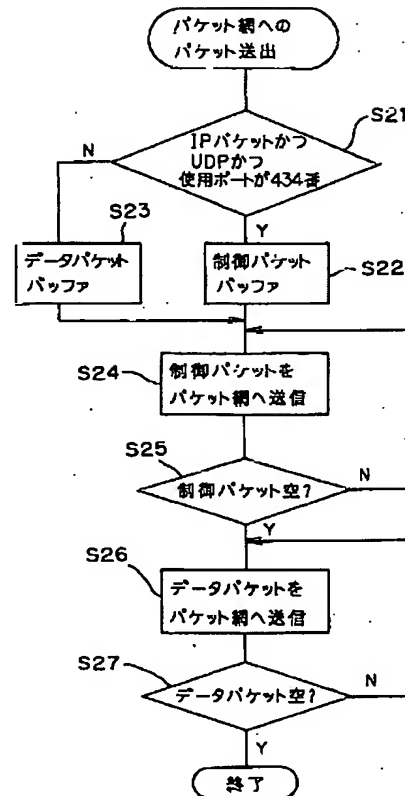 パケット網への
パケット送出
S21
IPパケットかつ
UDPかつ
使用ポートが434番
N
Y
S23
データパケット
バッファ
制御パケット
バッファ
S22
S24
制御パケットを
パケット網へ送信
S25
制御パケット空?
N
Y
S26
データパケットを
パケット網へ送信
S27
データパケット空?
N
Y
終了